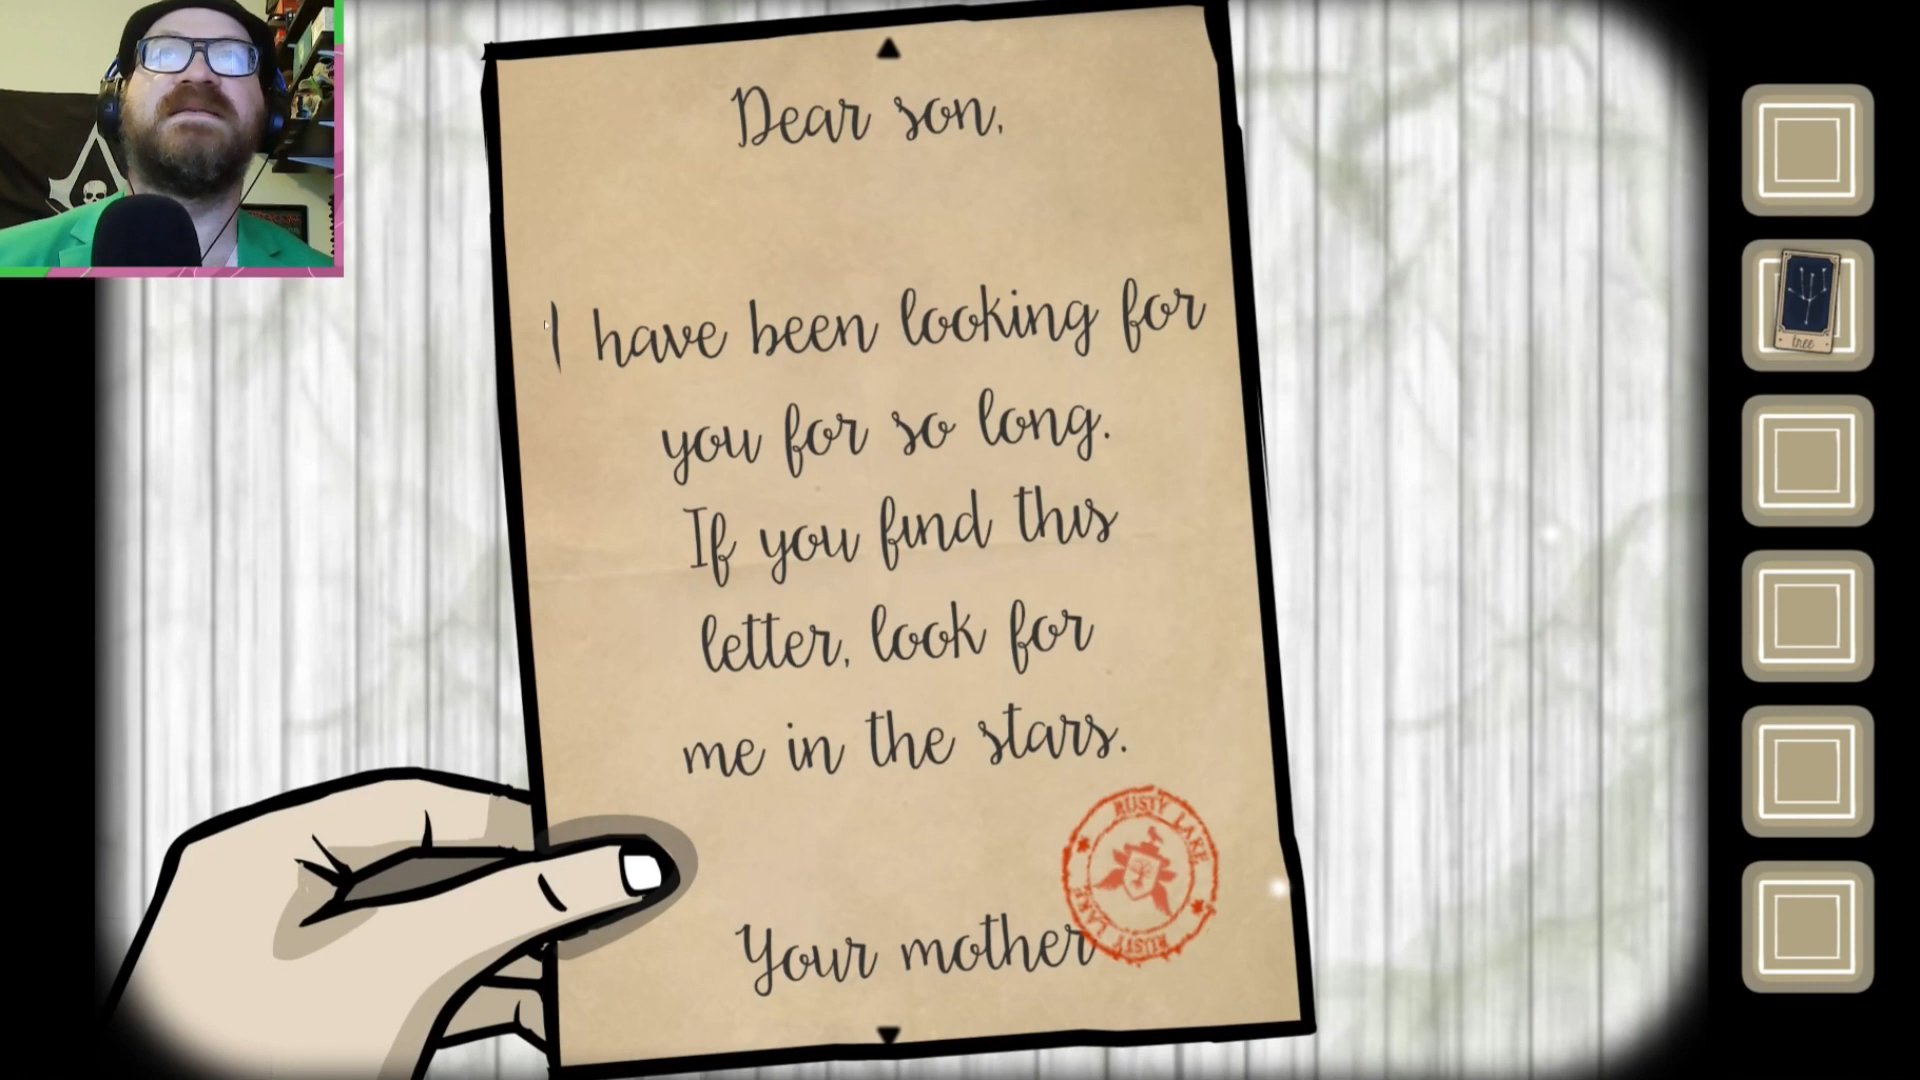 Dear son,
I have been looking for
you for so long.
If you find this
letter, look for
me in the stars.
Your mother
RUSTY LAKE
RUSTY LAKE
tree